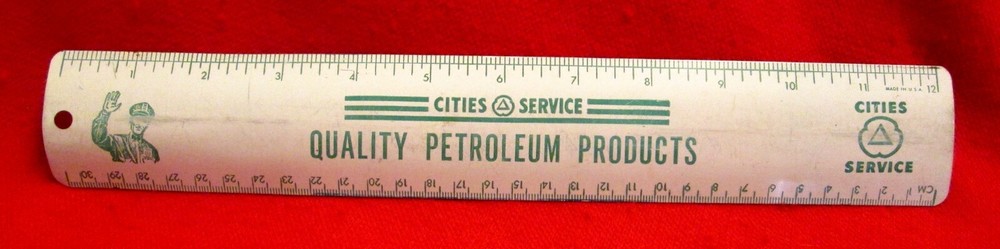 1 2 3 4 5 6 7 8 9 10 11 12
MADE IN U.S.A.
CITIES SERVICE
QUALITY PETROLEUM PRODUCTS
CITIES
SERVICE
30 29 28 27 26 25 24 23 22 21 20 19 18 17 16 15 14 13 12 11 10 9 8 7 6 5 4 3 2 1 CM